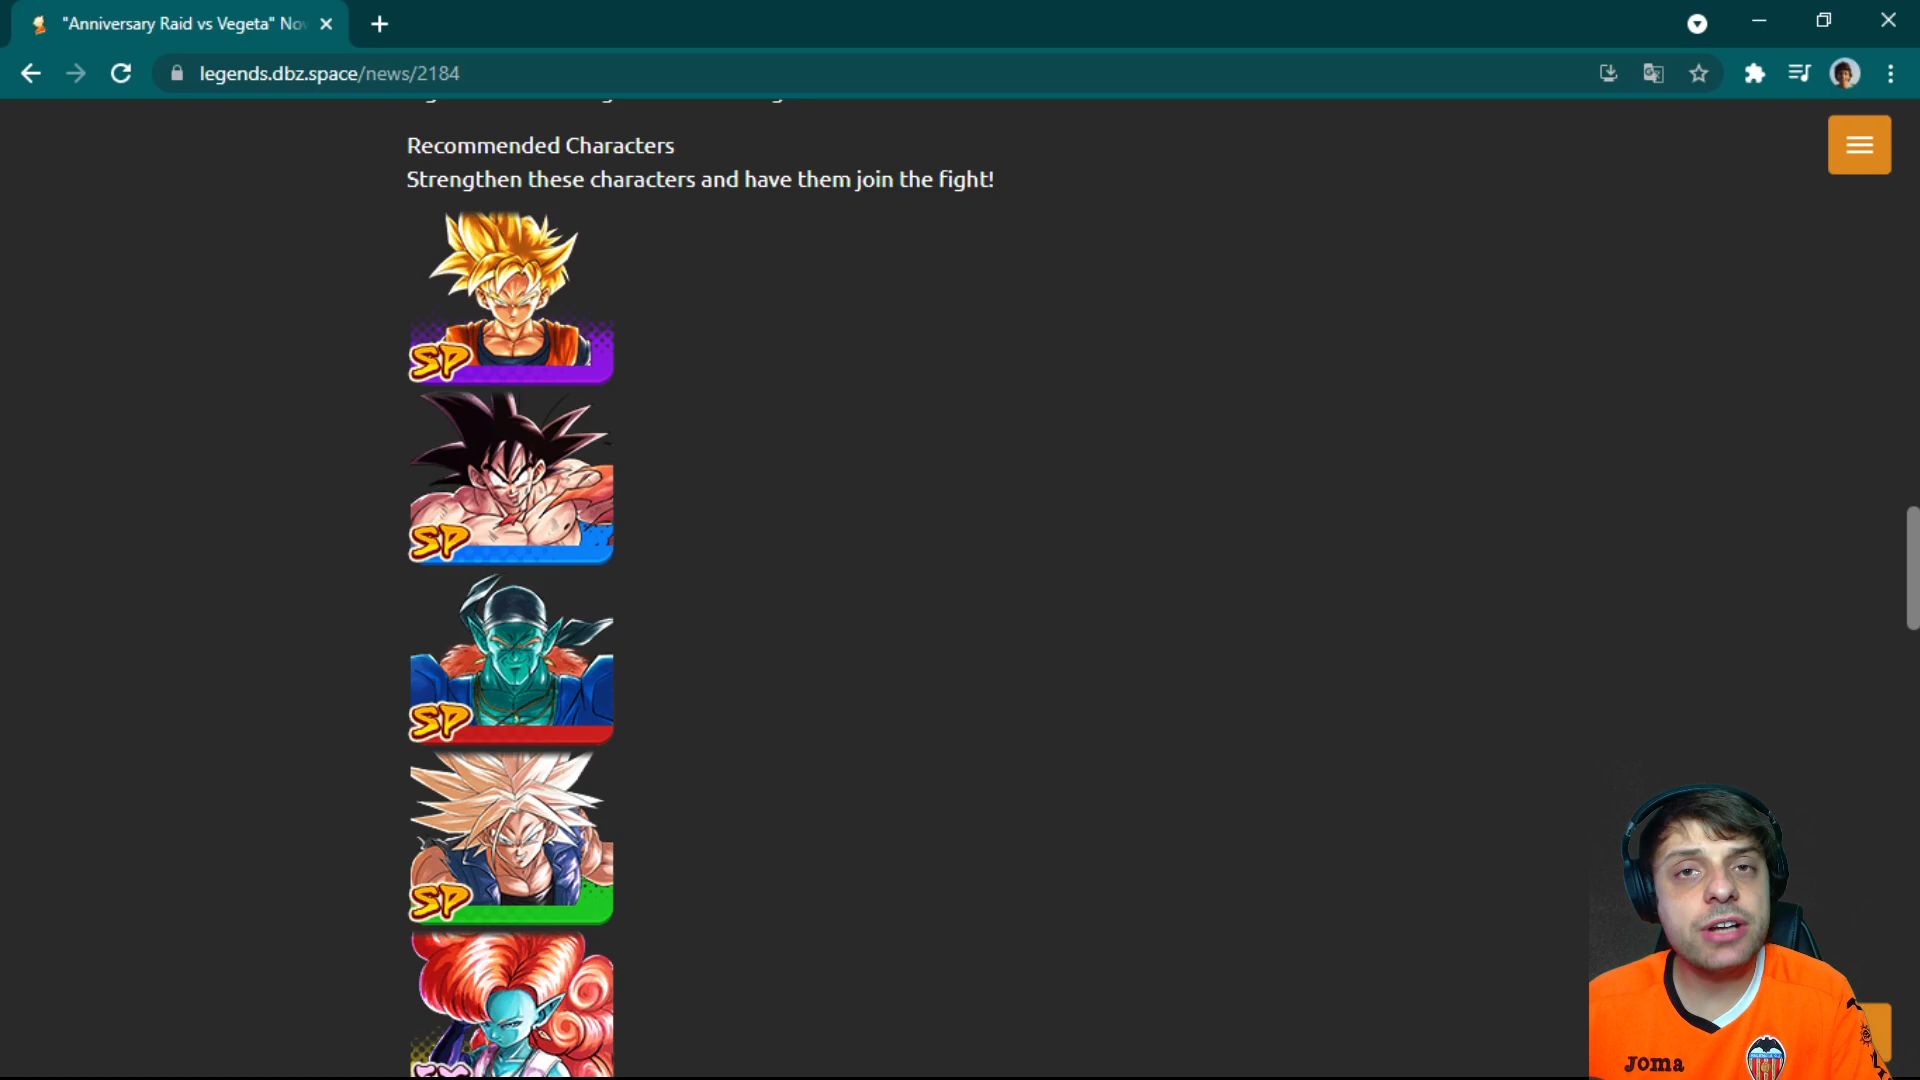 "Anniversary Raid vs Vegeta" No
legends.dbz.space/news/2184
Recommended Characters
Strengthen these characters and have them join the fight!
SP
SP
SP
SP
EX
Joma